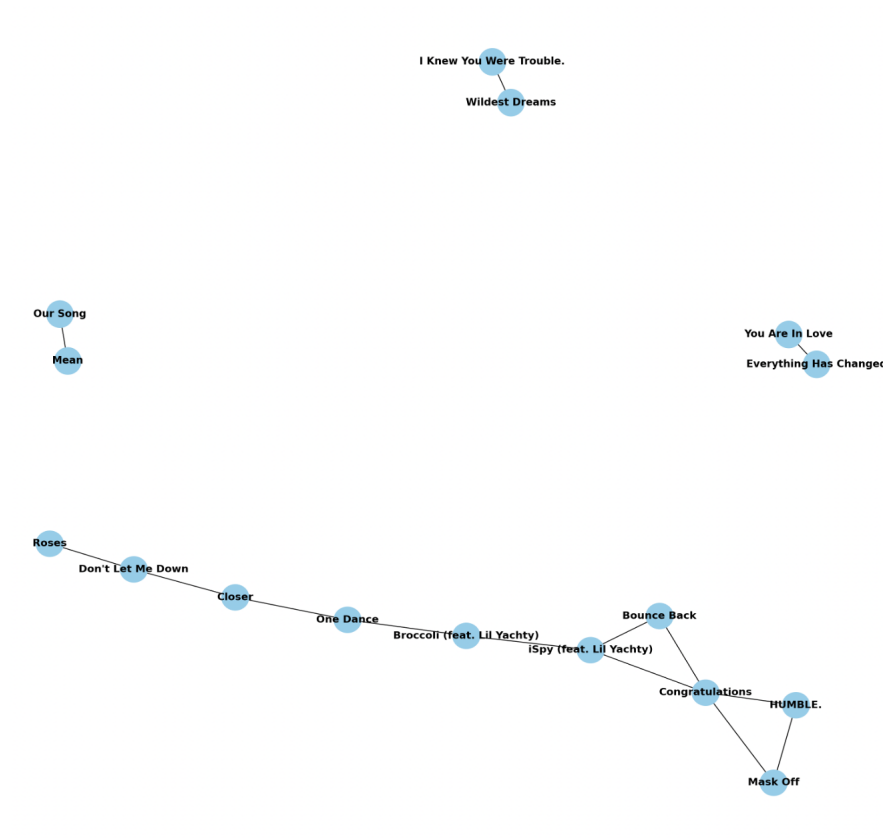 I Knew You Were Trouble.
Wildest Dreams
Our Song
You Are In Love
Mean
Everything Has Changed
Roses
Don't Let Me Down
Closer
One Dance
Bounce Back
Broccoli (feat. Lil Yachty)
iSpy (feat. Lil Yachty)
Congratulations
HUMBLE.
Mask Off